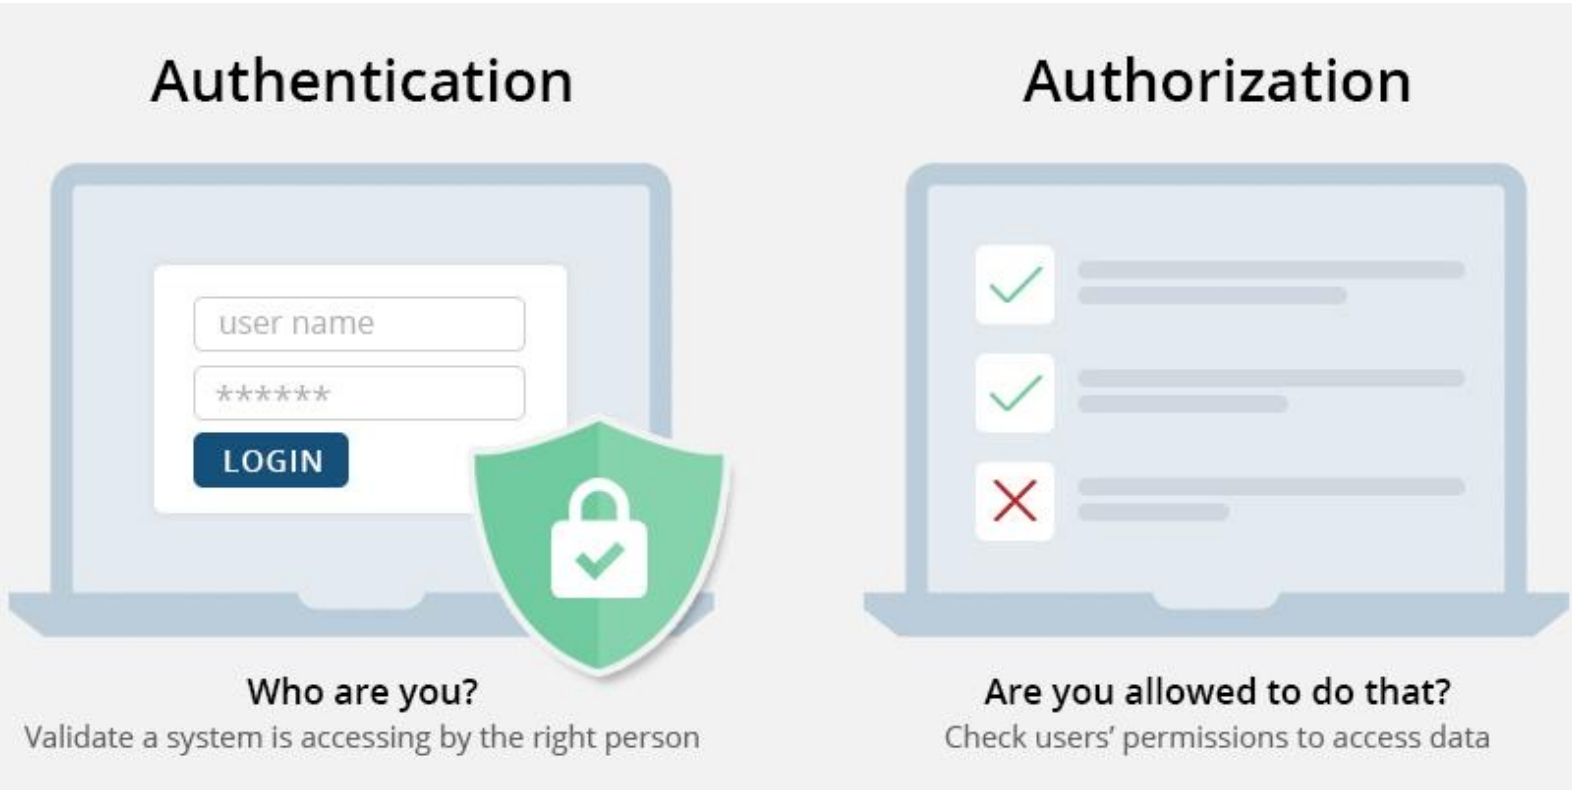 Authentication
user name
******
LOGIN
Who are you?
Validate a system is accessing by the right person
Authorization
Are you allowed to do that?
Check users’ permissions to access data